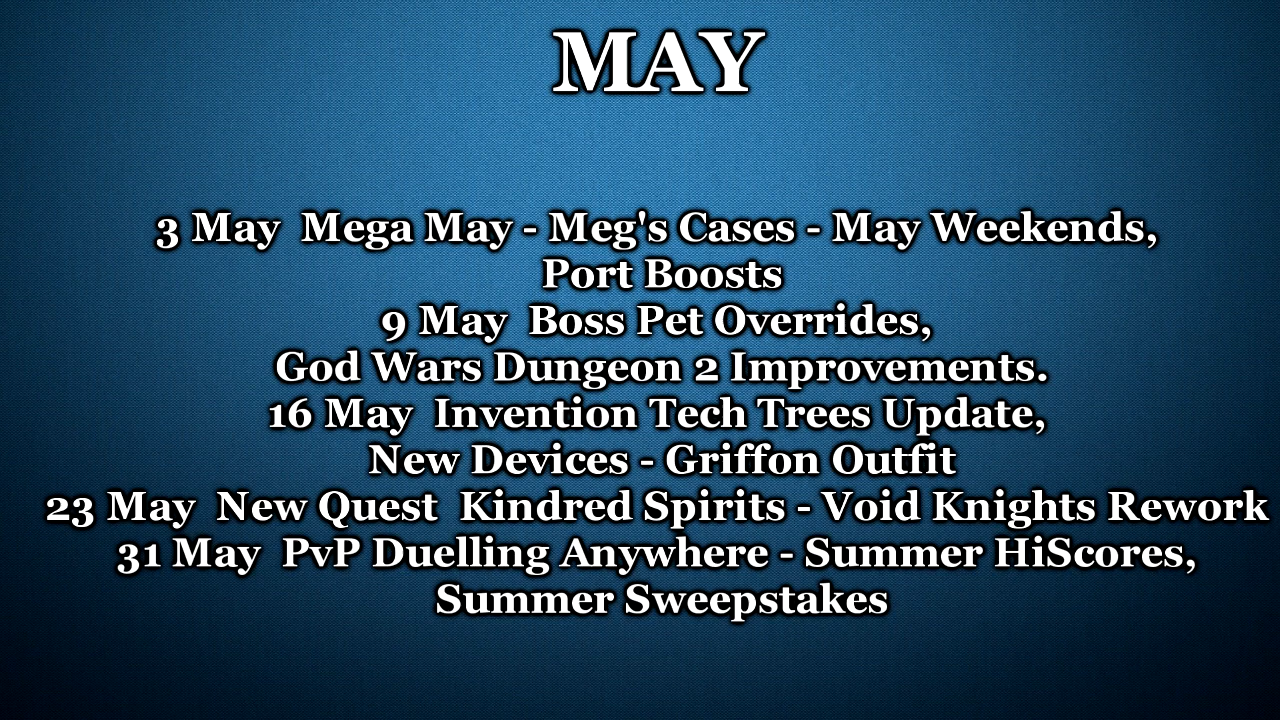 MAY
3 May  Mega May - Meg's Cases - May Weekends,
Port Boosts
9 May  Boss Pet Overrides,
God Wars Dungeon 2 Improvements.
16 May  Invention Tech Trees Update,
New Devices - Griffon Outfit
23 May  New Quest  Kindred Spirits - Void Knights Rework
31 May  PvP Duelling Anywhere - Summer HiScores,
Summer Sweepstakes